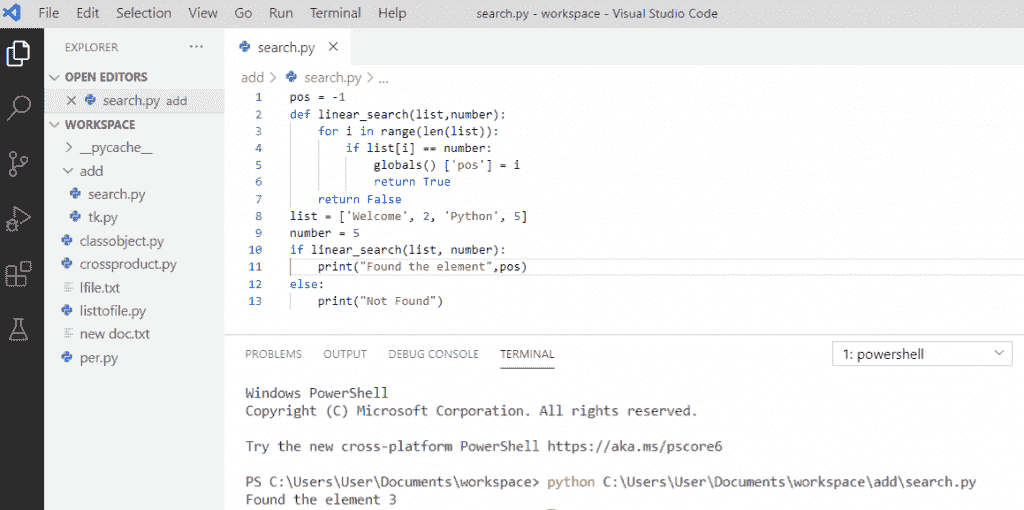 File Edit Selection View Go Run Terminal Help search.py - workspace - Visual Studio Code
EXPLORER ...
OPEN EDITORS
search.py add
WORKSPACE
__pycache__
add
search.py
tk.py
classobject.py
crossproduct.py
lfile.txt
listtofile.py
new doc.txt
per.py
search.py
add > search.py > ...
1 pos = -1
2 def linear_search(list,number):
3     for i in range(len(list)):
4         if list[i] == number:
5             globals() ['pos'] = i
6             return True
7     return False
8 list = ['Welcome', 2, 'Python', 5]
9 number = 5
10 if linear_search(list, number):
11     print("Found the element",pos)
12 else:
13     print("Not Found")
PROBLEMS OUTPUT DEBUG CONSOLE TERMINAL 1: powershell
Windows PowerShell
Copyright (C) Microsoft Corporation. All rights reserved.
Try the new cross-platform PowerShell https://aka.ms/pscore6
PS C:\Users\User\Documents\workspace> python C:\Users\User\Documents\workspace\add\search.py
Found the element 3